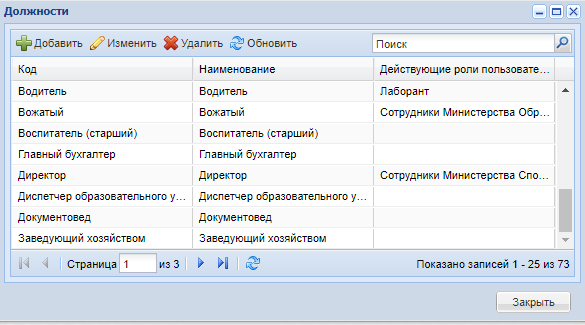 Должности
Добавить Изменить Удалить Обновить Поиск
Код Наименование Действующие роли пользовате...
Водитель Водитель Лаборант
Вожатый Вожатый Сотрудники Министерства Обр...
Воспитатель (старший) Воспитатель (старший)
Главный бухгалтер Главный бухгалтер
Директор Директор Сотрудники Министерства Спо...
Диспетчер образовательного у... Диспетчер образовательного у...
Документовед Документовед
Заведующий хозяйством Заведующий хозяйством
Страница 1 из 3 Показано записей 1 - 25 из 73
Закрыть